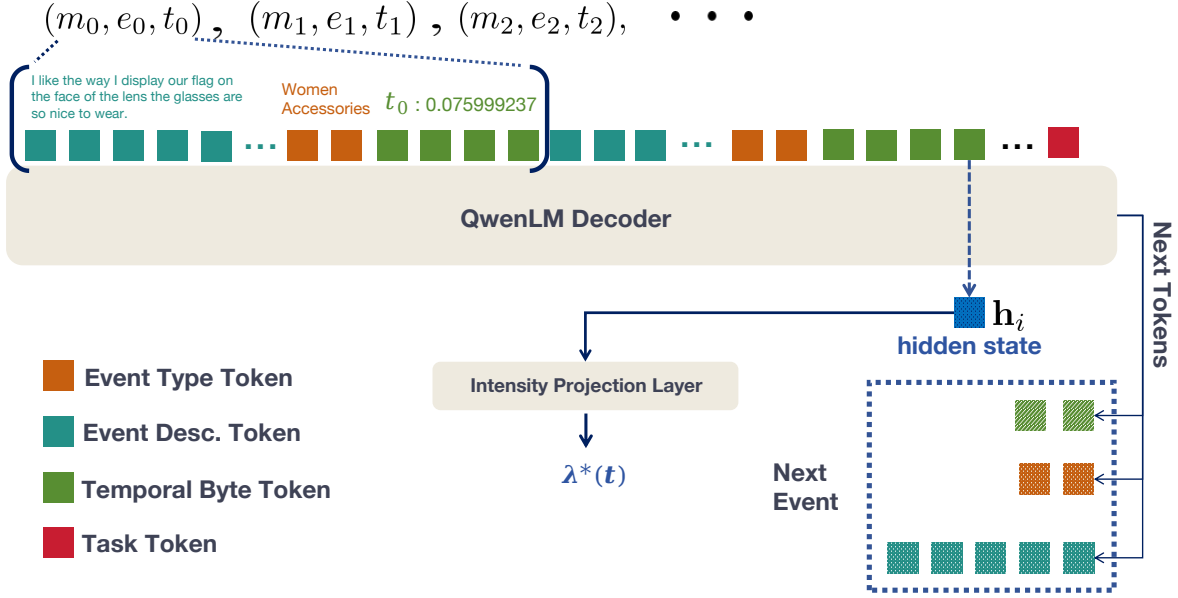 (m₀, e₀, t₀), (m₁, e₁, t₁), (m₂, e₂, t₂), • • •
I like the way I display our flag on
the face of the lens the glasses are
so nice to wear.
Women
Accessories
t₀ : 0.075999237
...
...
...
QwenLM Decoder
Next Tokens
hᵢ
hidden state
Intensity Projection Layer
λ*(t)
Event Type Token
Event Desc. Token
Temporal Byte Token
Task Token
Next
Event